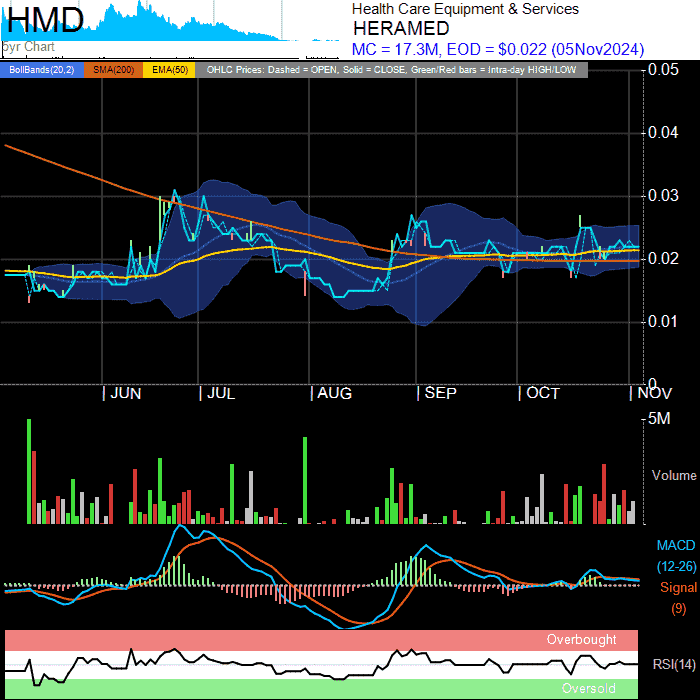 HMD
5yr Chart
Health Care Equipment & Services
HERAMED
MC = 17.3M, EOD = $0.022 (05Nov2024)
BollBands(20,2) SMA(200) EMA(50) OHLC Prices: Dashed = OPEN, Solid = CLOSE, Green/Red bars = Intra-day HIGH/LOW
0.05
0.04
0.03
0.02
0.01
0
JUN JUL AUG SEP OCT NOV
5M
Volume
MACD
(12-26)
Signal
(9)
Overbought
RSI(14)
Oversold